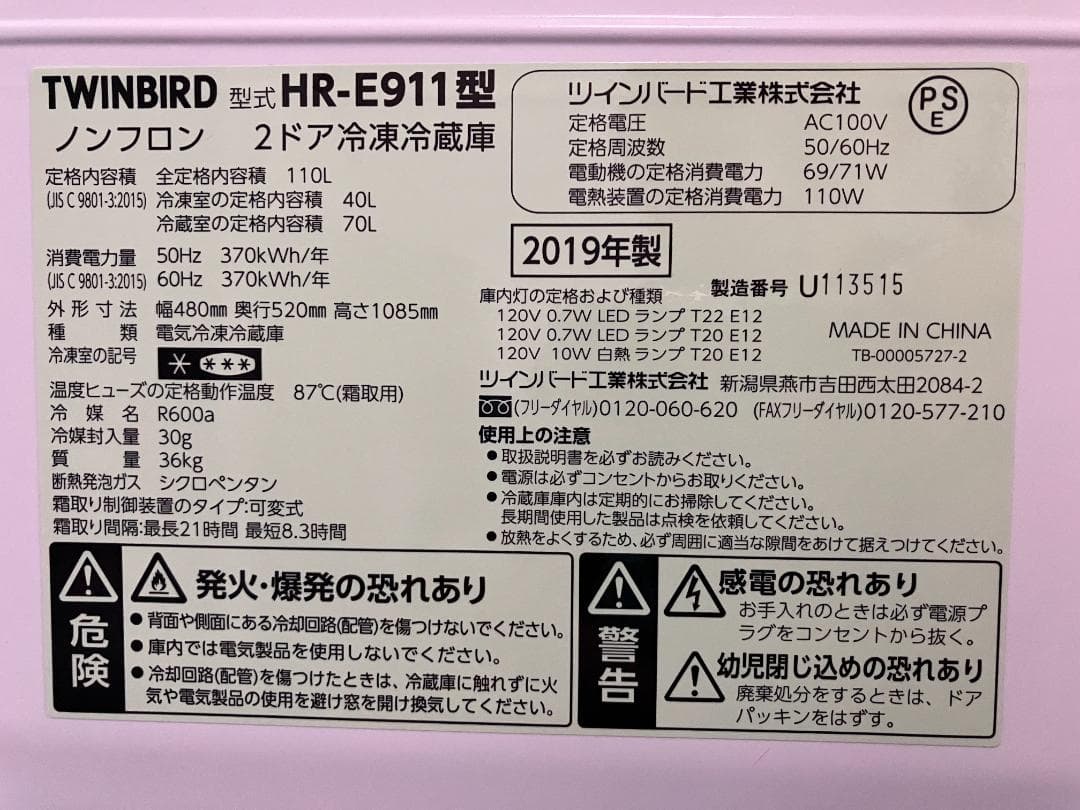 TWINBIRD 型式 HR-E911型
ノンフロン 2ドア冷凍冷蔵庫
定格内容積 全定格内容積 110L
(JIS C 9801-3:2015) 冷凍室の定格内容積 40L
冷蔵室の定格内容積 70L
消費電力量 50Hz 370kWh/年
(JIS C 9801-3:2015) 60Hz 370kWh/年
外形寸法 幅480mm 奥行520mm 高さ1085mm
種類 電気冷凍冷蔵庫
冷凍室の記号 * ***
温度ヒューズの定格動作温度 87℃(霜取用)
冷媒名 R600a
冷媒封入量 30g
質量 36kg
断熱発泡ガス シクロペンタン
霜取り制御装置のタイプ:可変式
霜取り間隔:最長21時間 最短8.3時間
ツインバード工業株式会社
PSE
定格電圧 AC100V
定格周波数 50/60Hz
電動機の定格消費電力 69/71W
電熱装置の定格消費電力 110W
2019年製
製造番号 U113515
庫内灯の定格および種類
120V 0.7W LED ランプ T22 E12
120V 0.7W LED ランプ T20 E12
120V 10W 白熱ランプ T20 E12
MADE IN CHINA
TB-00005727-2
ツインバード工業株式会社 新潟県燕市吉田西太田2084-2
(フリーダイヤル)0120-060-620 (FAXフリーダイヤル)0120-577-210
使用上の注意
●取扱説明書を必ずお読みください。
●電源は必ずコンセントからお取りください。
●冷蔵庫庫内は定期的にお掃除してください。
長期間使用した製品は点検を依頼してください。
●放熱をよくするため、必ず周囲に適当な隙間をあけて据えつけてください。
危険
発火・爆発の恐れあり
●背面や側面にある冷却回路(配管)を傷つけないでください。
●庫内では電気製品を使用しないでください。
●冷却回路(配管)を傷つけたときは、冷蔵庫に触れずに火
気や電気製品の使用を避け窓を開け換気してください。
警告
感電の恐れあり
お手入れのときは必ず電源プ
ラグをコンセントから抜く。
幼児閉じ込めの恐れあり
廃棄処分をするときは、ドア
パッキンをはずす。